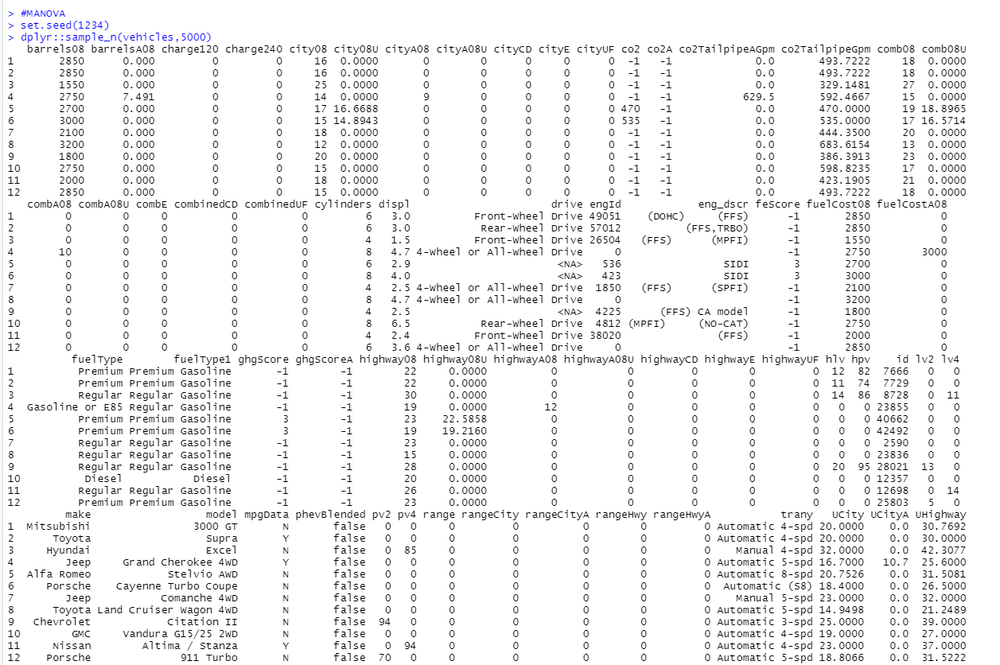 > #MANOVA
> set.seed(1234)
> dplyr::sample_n(vehicles,5000)
barrels08 barrelsA08 charge120 charge240 city08 city08U cityA08 cityA08U cityCD cityE cityUF co2 co2A co2TailpipeAGpm co2TailpipeGpm comb08 comb08U
1 2850 0.000 0 0 16 0.0000 0 0 0 0 0 -1 -1 0.0 493.7222 18 0.0000
2 2850 0.000 0 0 16 0.0000 0 0 0 0 0 -1 -1 0.0 493.7222 18 0.0000
3 1550 0.000 0 0 25 0.0000 0 0 0 0 0 -1 -1 0.0 329.1481 27 0.0000
4 2750 7.491 0 0 14 0.0000 9 0 0 0 0 -1 -1 629.5 592.4667 15 0.0000
5 2700 0.000 0 0 17 16.6688 0 0 0 0 0 470 -1 0.0 470.0000 19 18.8965
6 3000 0.000 0 0 15 14.8943 0 0 0 0 0 535 -1 0.0 535.0000 17 16.5714
7 2100 0.000 0 0 18 0.0000 0 0 0 0 0 -1 -1 0.0 444.3500 20 0.0000
8 3200 0.000 0 0 12 0.0000 0 0 0 0 0 -1 -1 0.0 683.6154 13 0.0000
9 1800 0.000 0 0 20 0.0000 0 0 0 0 0 -1 -1 0.0 386.3913 23 0.0000
10 2750 0.000 0 0 15 0.0000 0 0 0 0 0 -1 -1 0.0 598.8235 17 0.0000
11 2000 0.000 0 0 18 0.0000 0 0 0 0 0 -1 -1 0.0 423.1905 21 0.0000
12 2850 0.000 0 0 15 0.0000 0 0 0 0 0 -1 -1 0.0 493.7222 18 0.0000
combA08 combA08U combE combinedCD combinedUF cylinders displ drive engId eng_dscr feScore fuelCost08 fuelCostA08
1 0 0 0 0 0 6 3.0 Front-Wheel Drive 49051 (DOHC) (FFS) -1 2850 0
2 0 0 0 0 0 6 3.0 Rear-Wheel Drive 57012 (FFS,TRBO) -1 2850 0
3 0 0 0 0 0 4 1.5 Front-Wheel Drive 26504 (FFS) (MPFI) -1 1550 0
4 10 0 0 0 0 8 4.7 4-Wheel or All-Wheel Drive 0 -1 2750 3000
5 0 0 0 0 0 6 2.9 <NA> 536 SIDI 3 2700 0
6 0 0 0 0 0 8 4.0 <NA> 423 SIDI 3 3000 0
7 0 0 0 0 0 4 2.5 4-Wheel or All-Wheel Drive 1850 (FFS) (SPFI) -1 2100 0
8 0 0 0 0 0 8 4.7 4-Wheel or All-Wheel Drive 0 -1 3200 0
9 0 0 0 0 0 4 2.5 <NA> 4225 (FFS) CA model -1 1800 0
10 0 0 0 0 0 8 6.5 Rear-Wheel Drive 4812 (MPFI) (NO-CAT) -1 2750 0
11 0 0 0 0 0 4 2.4 Front-Wheel Drive 38020 (FFS) -1 2000 0
12 0 0 0 0 0 6 3.6 4-Wheel or All-Wheel Drive 0 -1 2850 0
fuelType fuelType1 ghgScore ghgScoreA highway08 highway08U highwayA08 highwayA08U highwayCD highwayE highwayUF hlv hpv id lv2 lv4
1 Premium Premium Gasoline -1 -1 22 0.0000 0 0 0 0 0 12 82 7666 0 0
2 Premium Premium Gasoline -1 -1 22 0.0000 0 0 0 0 0 11 74 7729 0 0
3 Regular Regular Gasoline -1 -1 30 0.0000 0 0 0 0 0 14 86 8728 0 11
4 Gasoline or E85 Regular Gasoline -1 -1 19 0.0000 12 0 0 0 0 0 0 23855 0 0
5 Premium Premium Gasoline 3 -1 23 22.5858 0 0 0 0 0 0 0 40662 0 0
6 Premium Premium Gasoline 3 -1 19 19.2160 0 0 0 0 0 0 0 42492 0 0
7 Regular Regular Gasoline -1 -1 23 0.0000 0 0 0 0 0 0 0 2590 0 0
8 Regular Regular Gasoline -1 -1 15 0.0000 0 0 0 0 0 0 0 23836 0 0
9 Regular Regular Gasoline -1 -1 28 0.0000 0 0 0 0 0 20 95 28021 13 0
10 Diesel Diesel -1 -1 20 0.0000 0 0 0 0 0 0 0 12357 0 0
11 Regular Regular Gasoline -1 -1 26 0.0000 0 0 0 0 0 0 0 12698 0 14
12 Premium Premium Gasoline -1 -1 23 0.0000 0 0 0 0 0 0 0 25803 5 0
make model mpgData phevBlended pv2 pv4 range rangeCity rangeCityA rangeHwy rangeHwyA trany UCity UCityA UHighway
1 Mitsubishi 3000 GT N false 0 0 0 0 0 0 0 Automatic 4-spd 20.0000 0.0 30.7692
2 Toyota Supra Y false 0 0 0 0 0 0 0 Automatic 4-spd 20.0000 0.0 30.0000
3 Hyundai Excel N false 0 85 0 0 0 0 0 Manual 4-spd 32.0000 0.0 42.3077
4 Jeep Grand Cherokee 4WD Y false 0 0 0 0 0 0 0 Automatic 5-spd 16.7000 10.7 25.6000
5 Alfa Romeo Stelvio AWD N false 0 0 0 0 0 0 0 Automatic 8-spd 20.7526 0.0 31.5081
6 Porsche Cayenne Turbo Coupe N false 0 0 0 0 0 0 0 Automatic (S8) 18.4000 0.0 26.5000
7 Jeep Comanche 4WD N false 0 0 0 0 0 0 0 Manual 5-spd 23.0000 0.0 32.0000
8 Toyota Land Cruiser Wagon 4WD N false 0 0 0 0 0 0 0 Automatic 5-spd 14.9498 0.0 21.2489
9 Chevrolet Citation II N false 94 0 0 0 0 0 0 Automatic 3-spd 25.0000 0.0 39.0000
10 GMC Vandura G15/25 2WD N false 0 0 0 0 0 0 0 Automatic 4-spd 19.0000 0.0 27.0000
11 Nissan Altima / Stanza Y false 0 94 0 0 0 0 0 Automatic 4-spd 23.0000 0.0 37.0000
12 Porsche 911 Turbo N false 70 0 0 0 0 0 0 Automatic 5-spd 18.8066 0.0 31.5222